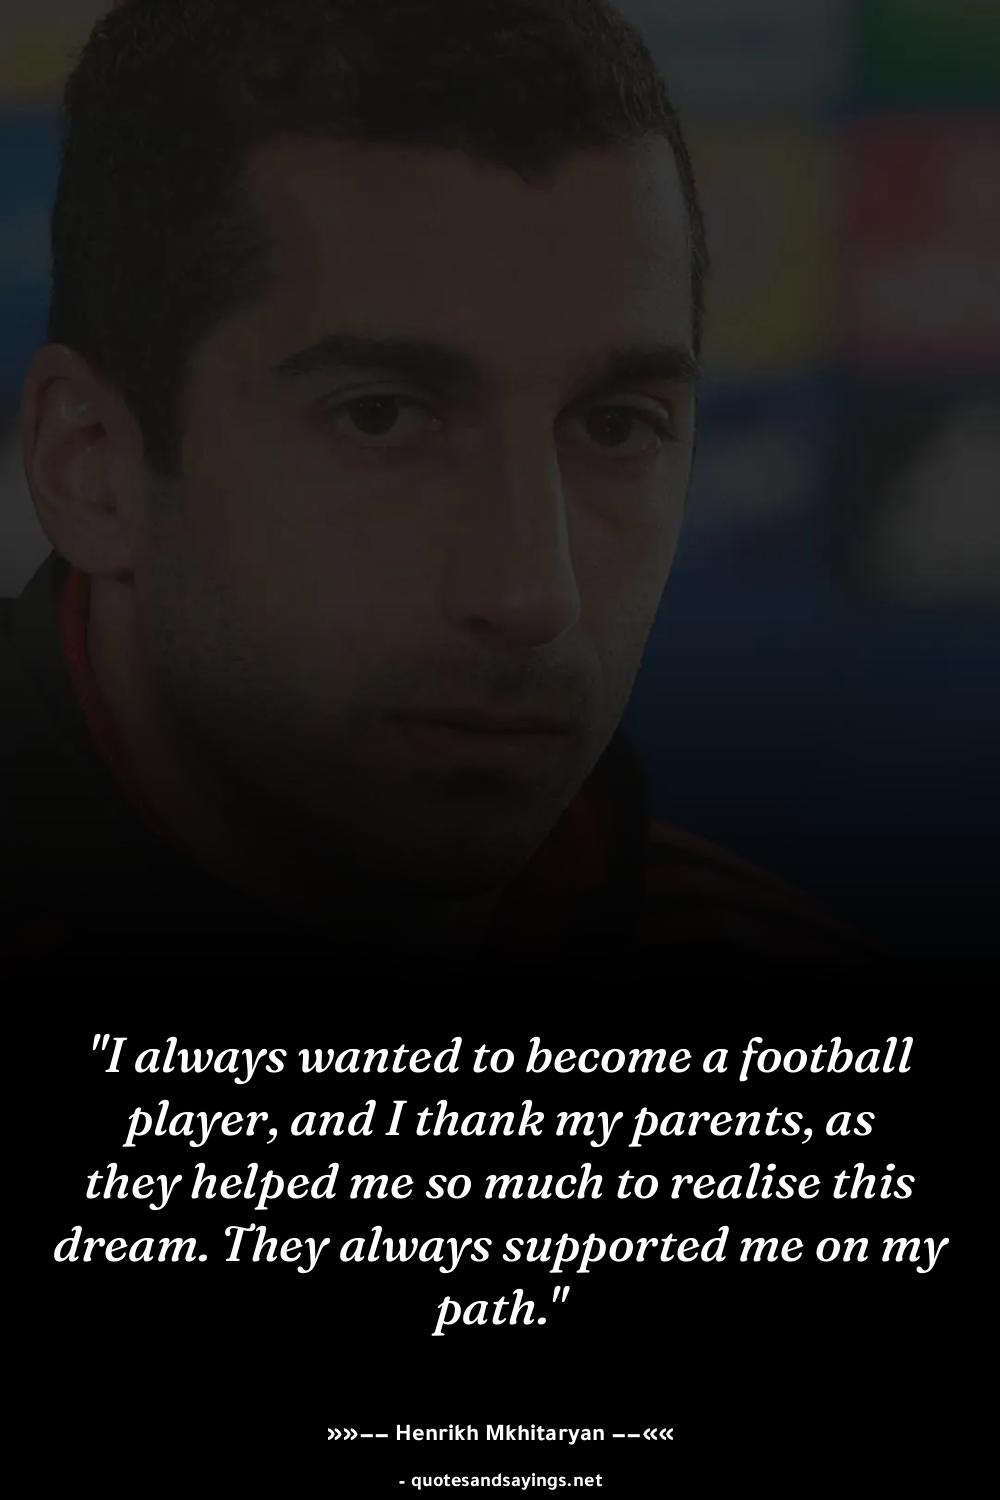 "I always wanted to become a football
player, and I thank my parents, as
they helped me so much to realise this
dream. They always supported me on my
path."
»»−− Henrikh Mkhitaryan −−««
- quotesandsayings.net